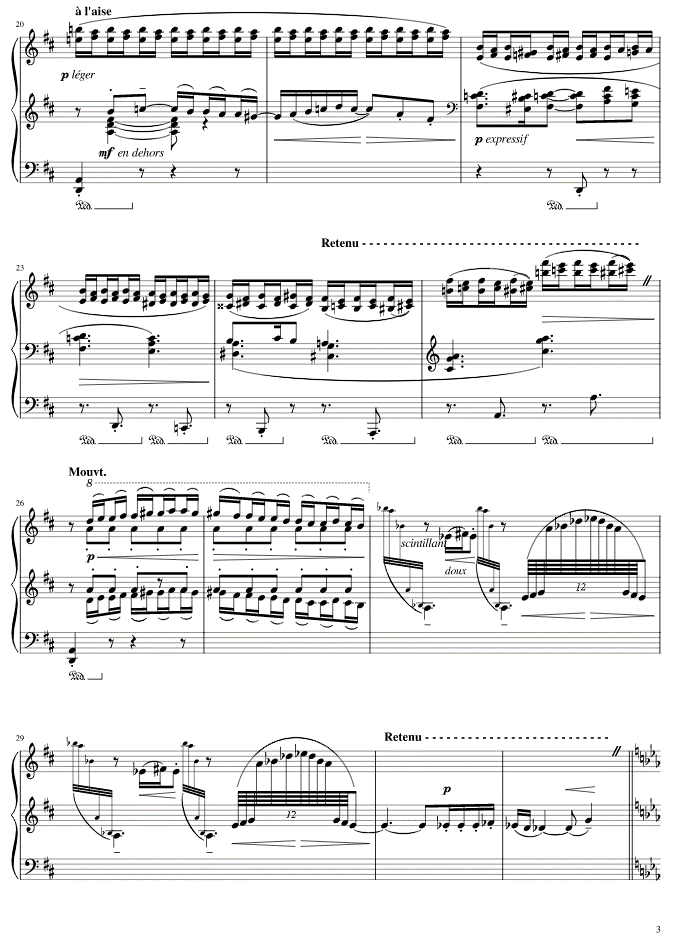 à l'aise
20
p léger
mf en dehors
p expressif
Retenu
23
Mouvt.
8
26
p
scintillant
doux
12
Retenu
29
p
12
3